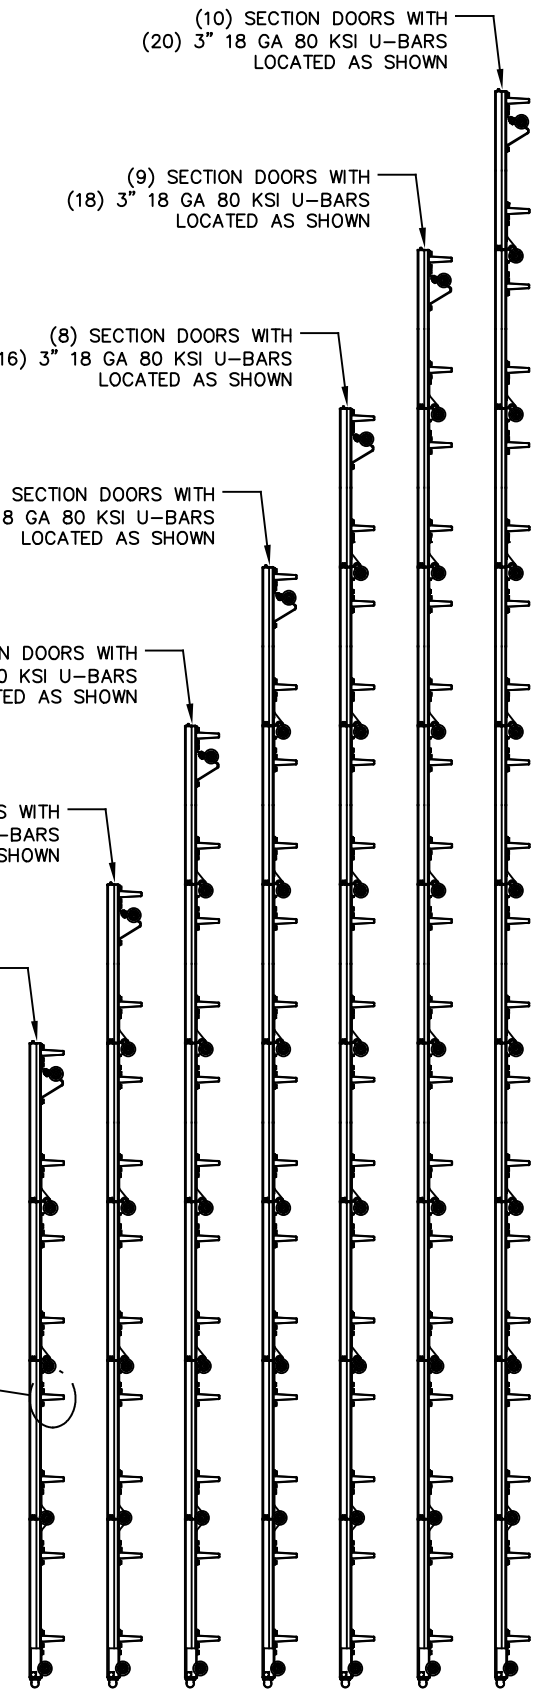 (10) SECTION DOORS WITH
(20) 3" 18 GA 80 KSI U-BARS
LOCATED AS SHOWN
(9) SECTION DOORS WITH
(18) 3" 18 GA 80 KSI U-BARS
LOCATED AS SHOWN
(8) SECTION DOORS WITH
16) 3" 18 GA 80 KSI U-BARS
LOCATED AS SHOWN
SECTION DOORS WITH
8 GA 80 KSI U-BARS
LOCATED AS SHOWN
N DOORS WITH
0 KSI U-BARS
TED AS SHOWN
S WITH
-BARS
SHOWN